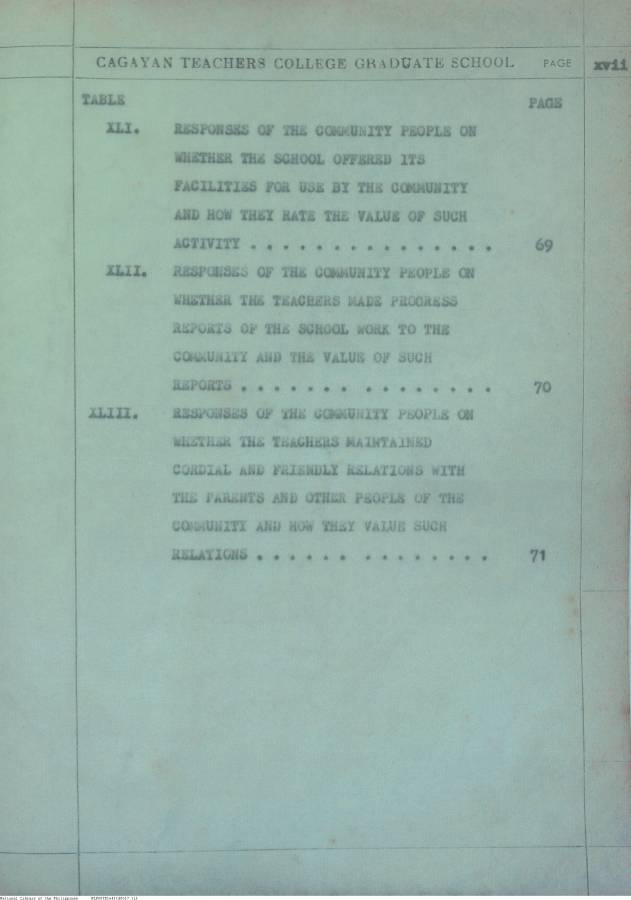 CAGAYAN TEACHERS COLLEGE GRADUATE SCHOOL PAGE xvii
TABLE PAGE
XLI. RESPONSES OF THE COMMUNITY PEOPLE ON
WHETHER THE SCHOOL OFFERED ITS
FACILITIES FOR USE BY THE COMMUNITY
AND HOW THEY RATE THE VALUE OF SUCH
ACTIVITY . . . . . . . . . . . . . . . 69
XLII. RESPONSES OF THE COMMUNITY PEOPLE ON
WHETHER THE TEACHERS MADE PROGRESS
REPORTS OF THE SCHOOL WORK TO THE
COMMUNITY AND THE VALUE OF SUCH
REPORTS . . . . . . . . . . . . . . . 70
XLIII. RESPONSES OF THE COMMUNITY PEOPLE ON
WHETHER THE TEACHERS MAINTAINED
CORDIAL AND FRIENDLY RELATIONS WITH
THE PARENTS AND OTHER PEOPLE OF THE
COMMUNITY AND HOW THEY VALUE SUCH
RELATIONS . . . . . . . . . . . . . . 71
National Library of the Philippines